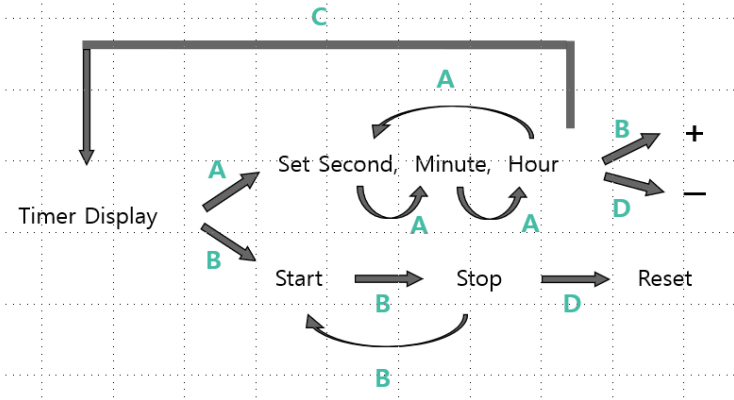 C
A
B +
A Set Second, Minute, Hour
D −
Timer Display A A
B
Start Stop Reset
B D
B